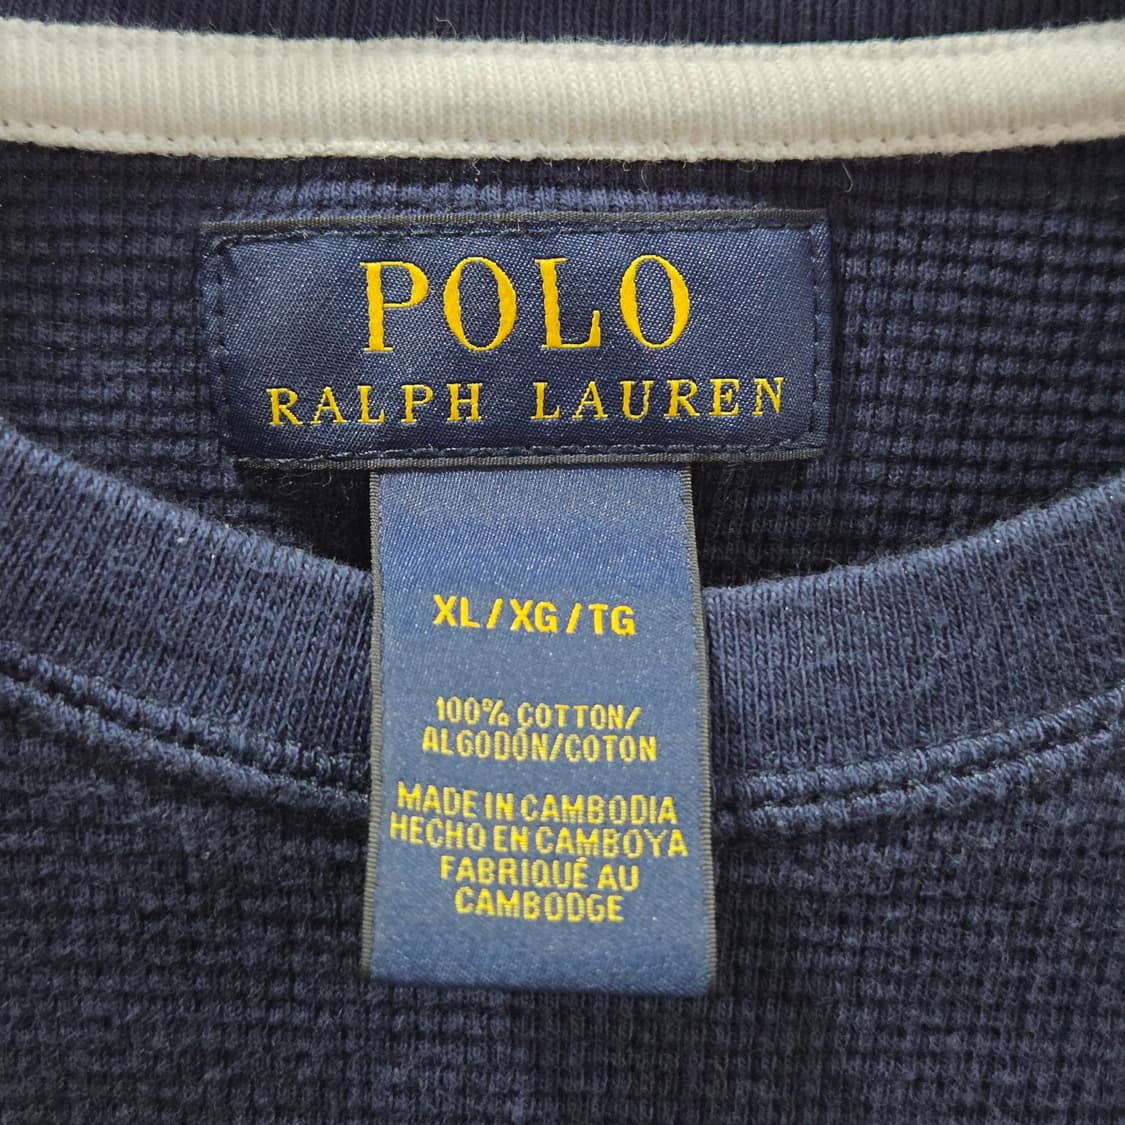 POLO
RALPH LAUREN
XL/XG/TG
100% COTTON/
ALGODÓN/COTON
MADE IN CAMBODIA
HECHO EN CAMBOYA
FABRIQUÉ AU
CAMBODGE